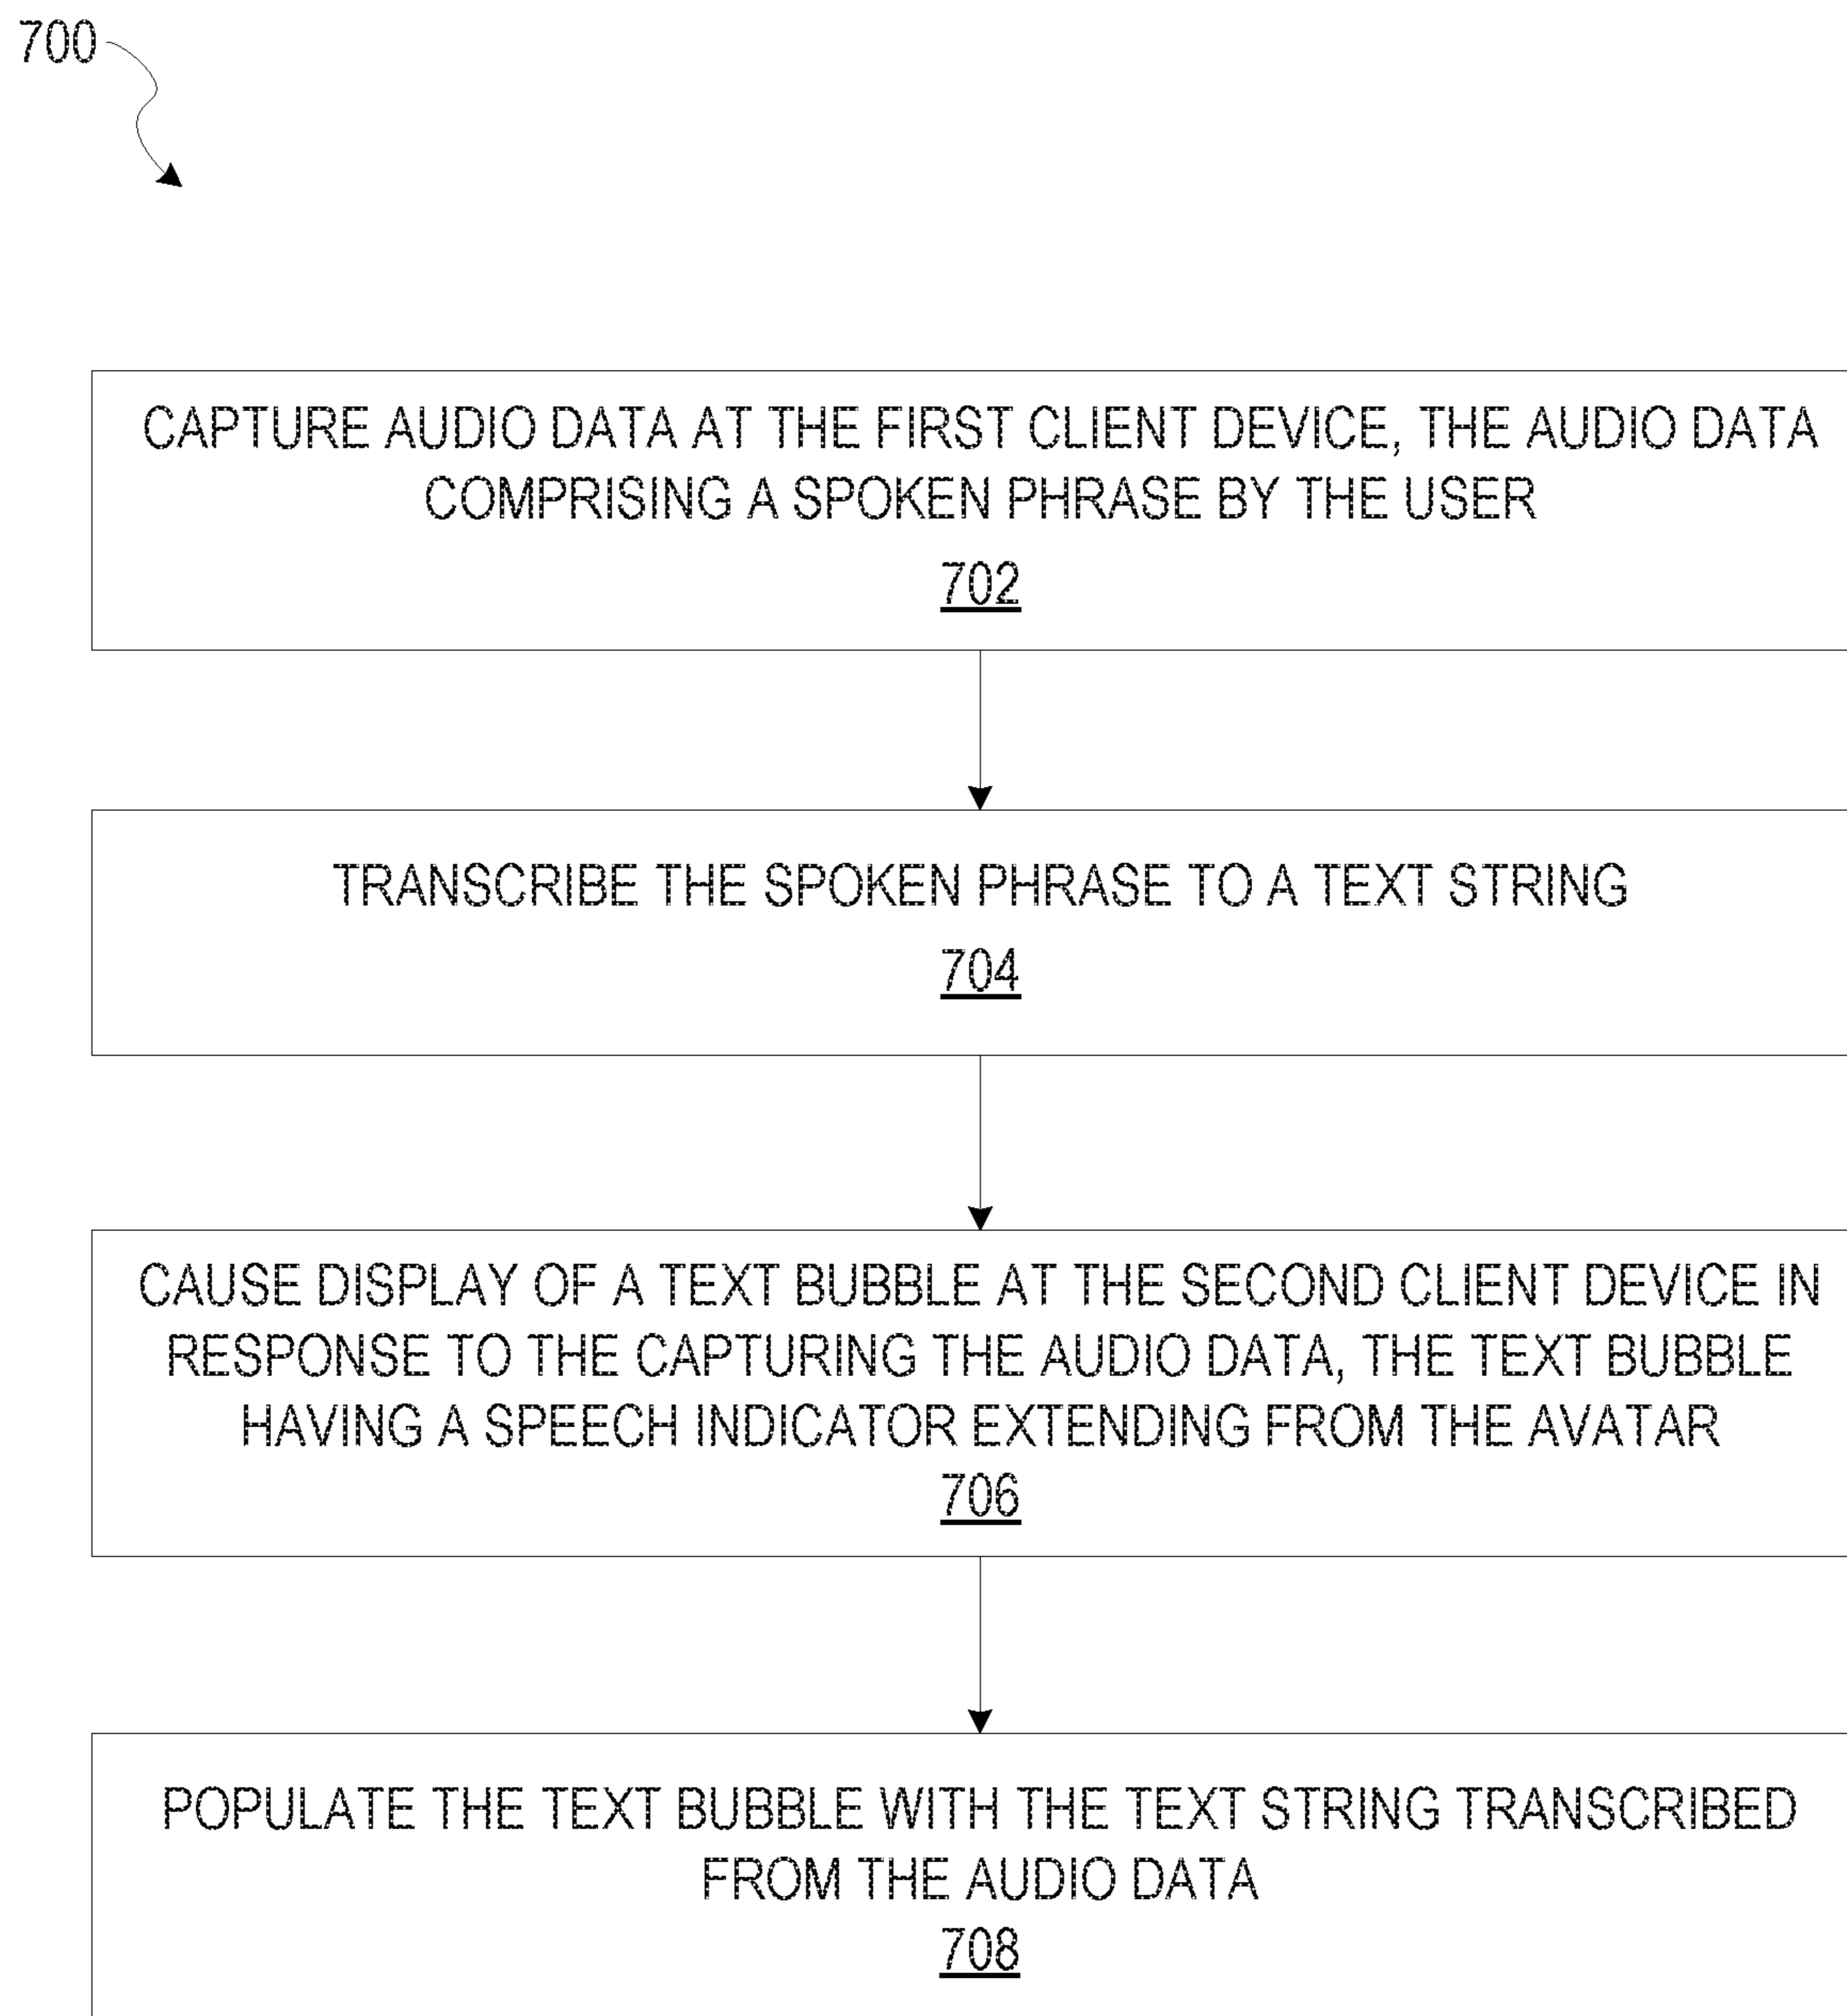 700
CAPTURE AUDIO DATA AT THE FIRST CLIENT DEVICE, THE AUDIO DATA
COMPRISING A SPOKEN PHRASE BY THE USER
702
TRANSCRIBE THE SPOKEN PHRASE TO A TEXT STRING
704
CAUSE DISPLAY OF A TEXT BUBBLE AT THE SECOND CLIENT DEVICE IN
RESPONSE TO THE CAPTURING THE AUDIO DATA, THE TEXT BUBBLE
HAVING A SPEECH INDICATOR EXTENDING FROM THE AVATAR
706
POPULATE THE TEXT BUBBLE WITH THE TEXT STRING TRANSCRIBED
FROM THE AUDIO DATA
708